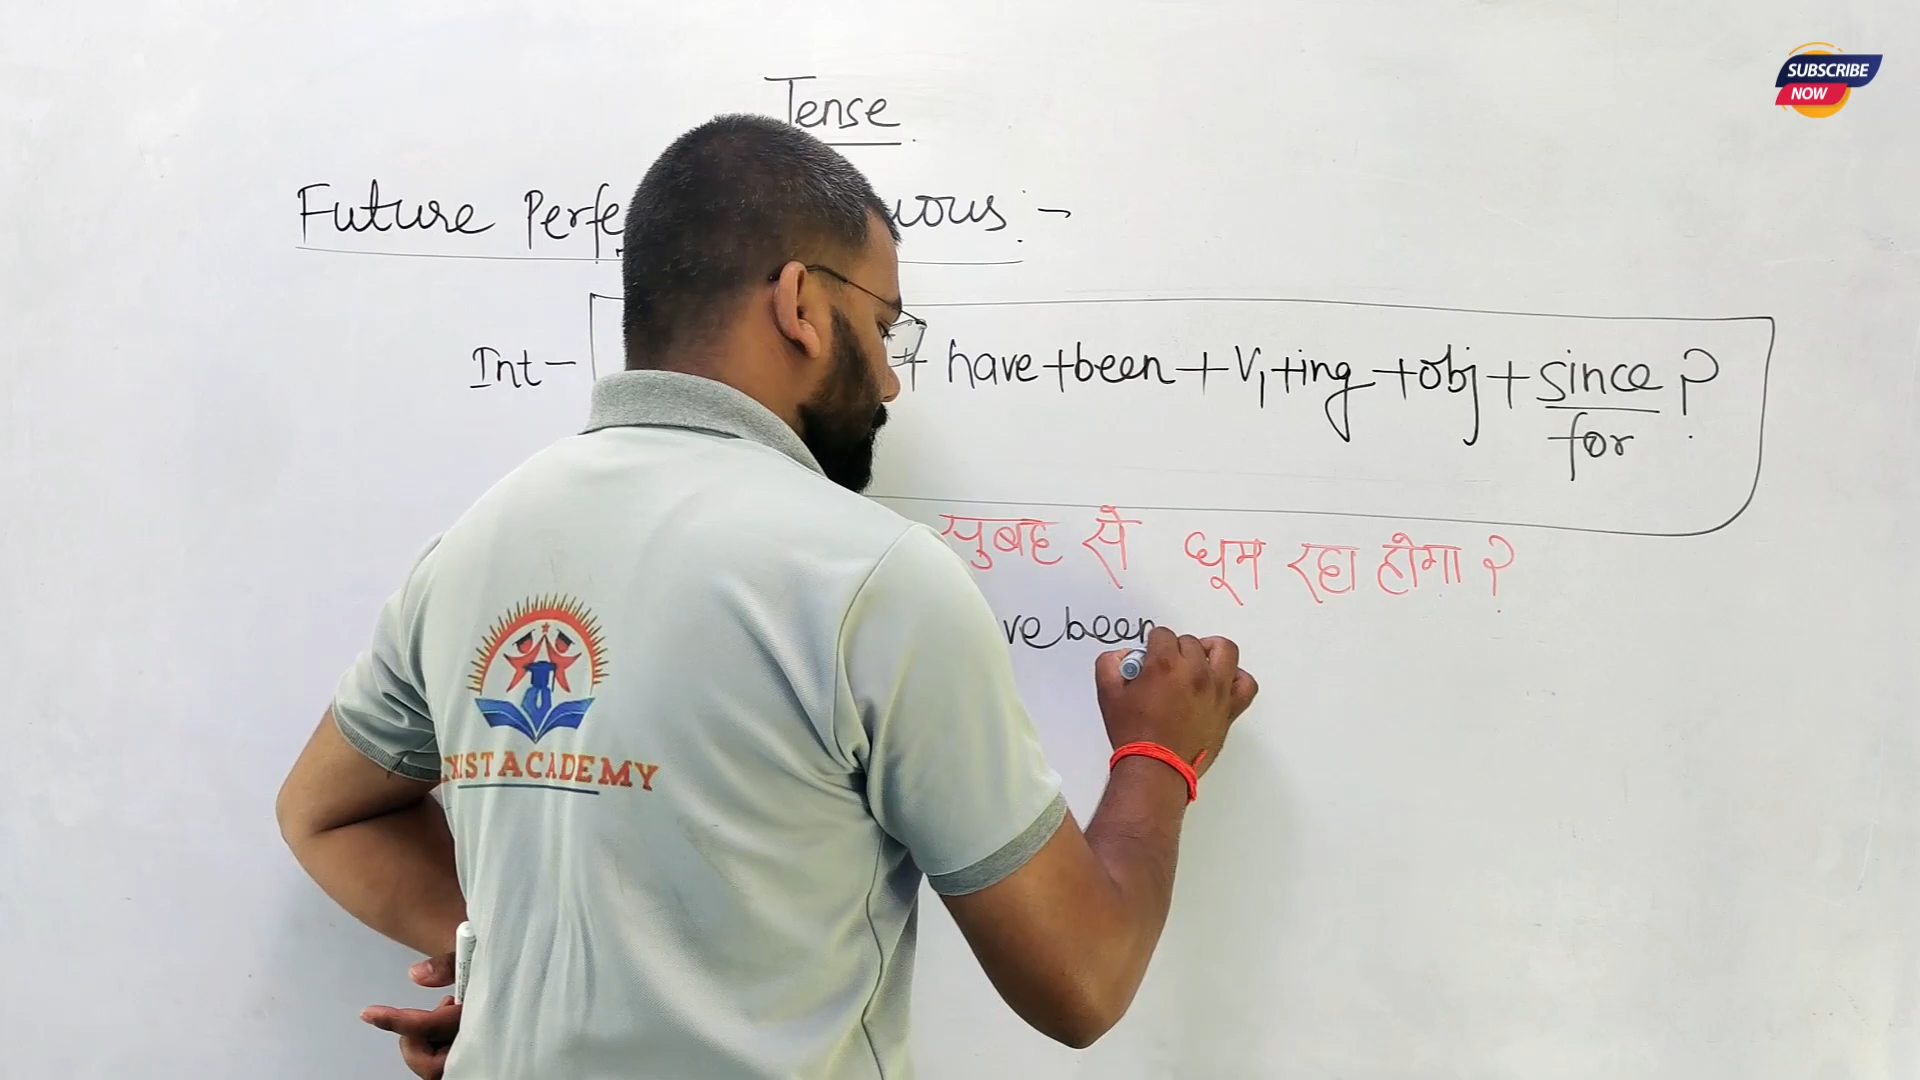 SUBSCRIBE
NOW
Tense
Future Perfe uous :-
Int- + have + been + V1 + ing + obj + since ?
for
सुबह से घूम रहा होगा ?
ve been
XIST ACADEMY